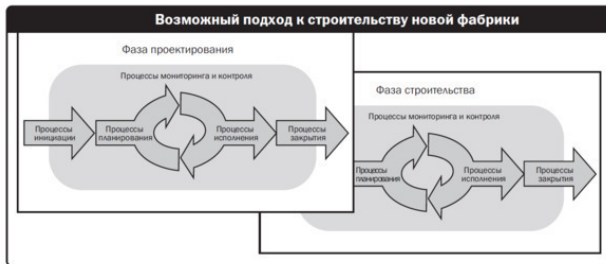 Возможный подход к строительству новой фабрики
Фаза проектирования
Процессы мониторинга и контроля
Процессы
инициации
Процессы
планирования
Процессы
исполнения
Процессы
закрытия
Фаза строительства
Процессы мониторинга и контроля
Процессы
планирования
Процессы
исполнения
Процессы
закрытия